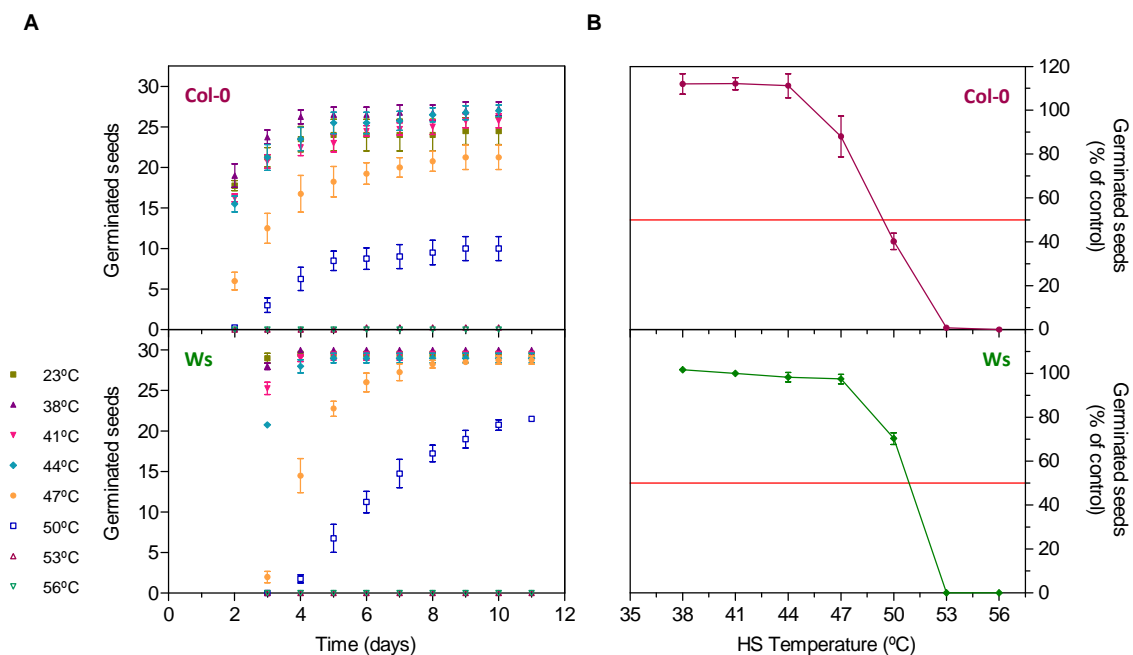 A
B
Germinated seeds
30
25
20
15
10
5
0
Col-0
120
100
80
60
40
20
0
Col-0
Germinated seeds
(% of control)
23ºC
38ºC
41ºC
44ºC
47ºC
50ºC
53ºC
56ºC
Germinated seeds
30
25
20
15
10
5
0
Ws
0 2 4 6 8 10 12
Time (days)
100
80
60
40
20
0
Ws
Germinated seeds
(% of control)
35 38 41 44 47 50 53 56
HS Temperature (ºC)